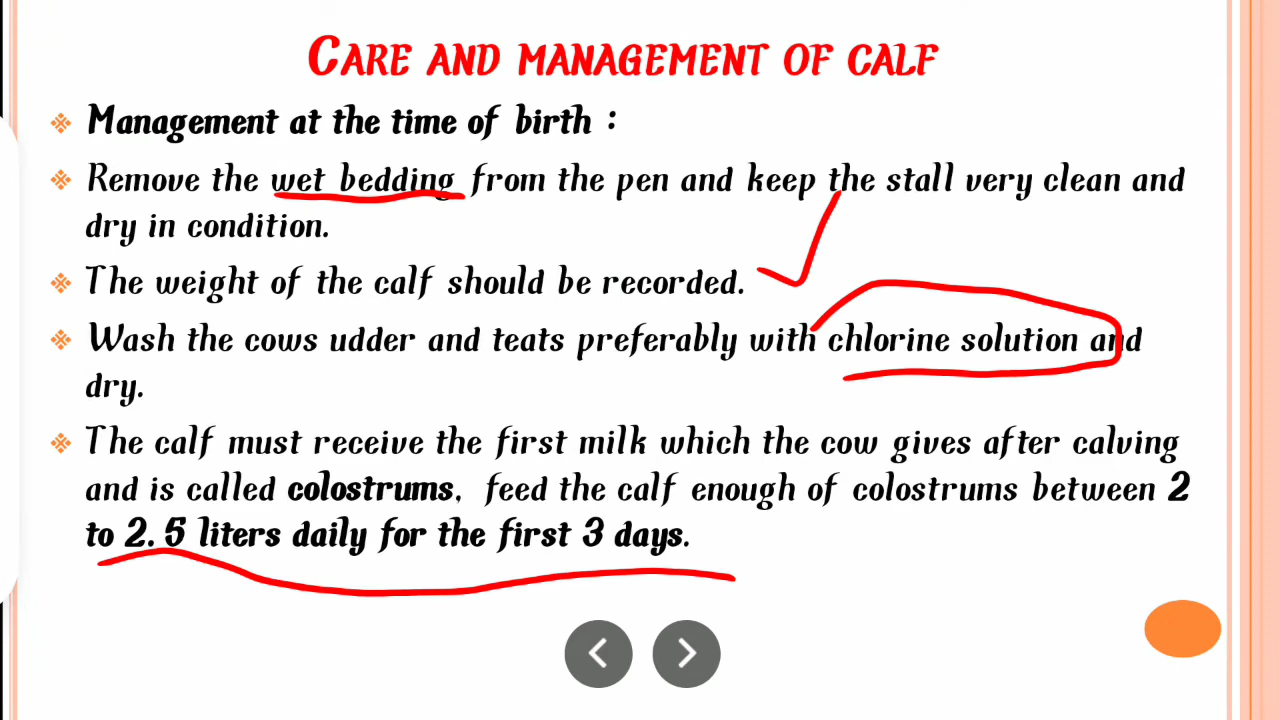 CARE AND MANAGEMENT OF CALF
Management at the time of birth :
Remove the wet bedding from the pen and keep the stall very clean and
dry in condition.
The weight of the calf should be recorded.
Wash the cows udder and teats preferably with chlorine solution and
dry.
The calf must receive the first milk which the cow gives after calving
and is called colostrums, feed the calf enough of colostrums between 2
to 2.5 liters daily for the first 3 days.